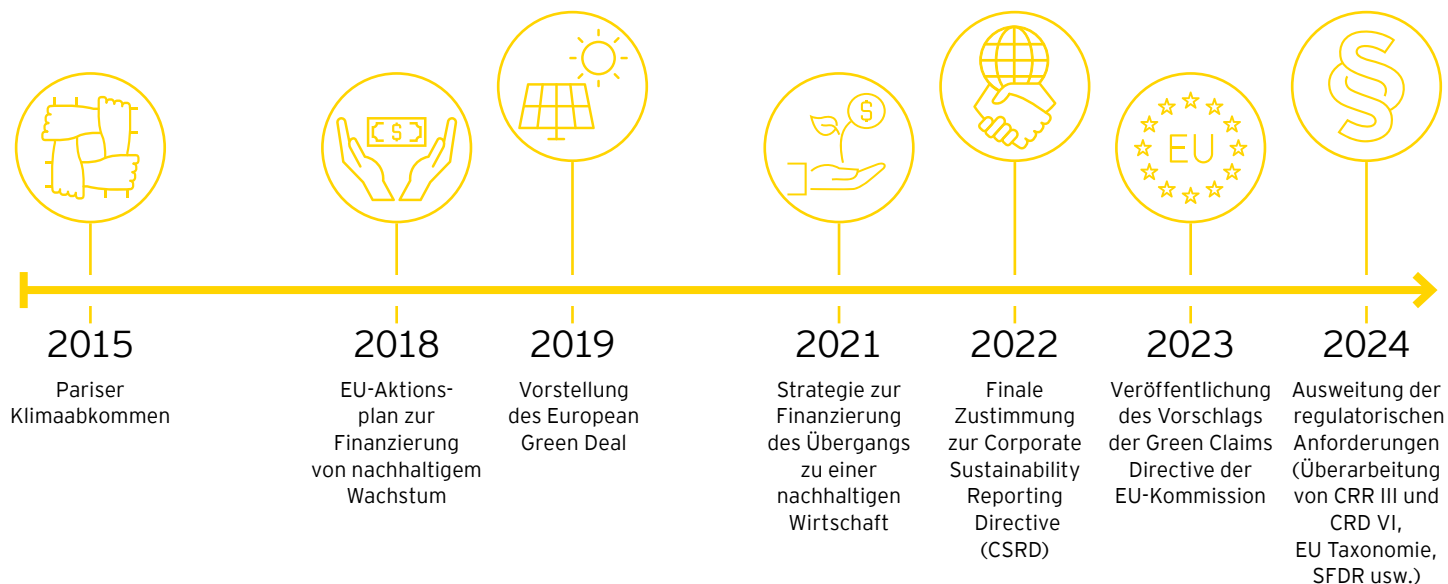 $
$
EU
§
2015
Pariser
Klimaabkommen
2018
EU-Aktions-
plan zur
Finanzierung
von nachhaltigem
Wachstum
2019
Vorstellung
des European
Green Deal
2021
Strategie zur
Finanzierung
des Übergangs
zu einer
nachhaltigen
Wirtschaft
2022
Finale
Zustimmung
zur Corporate
Sustainability
Reporting
Directive
(CSRD)
2023
Veröffentlichung
des Vorschlags
der Green Claims
Directive der
EU-Kommission
2024
Ausweitung der
regulatorischen
Anforderungen
(Überarbeitung
von CRR III und
CRD VI,
EU Taxonomie,
SFDR usw.)